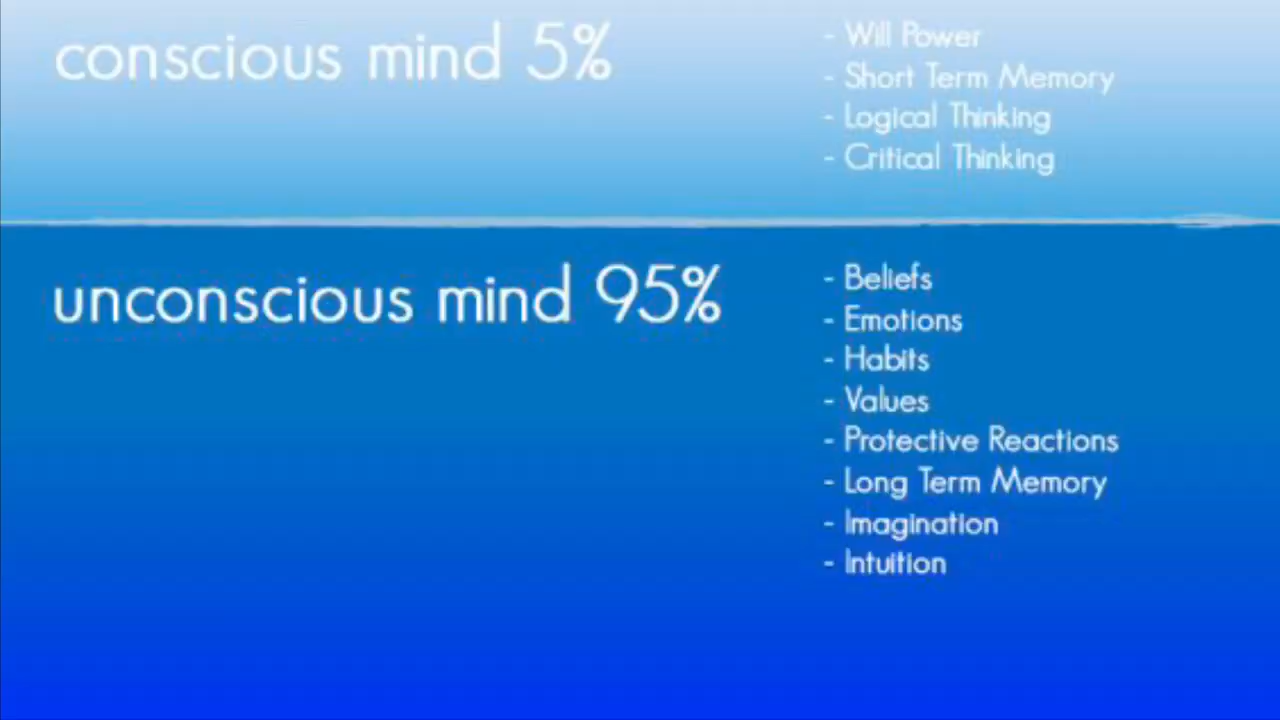 conscious mind 5%
- Will Power
- Short Term Memory
- Logical Thinking
- Critical Thinking
unconscious mind 95%
- Beliefs
- Emotions
- Habits
- Values
- Protective Reactions
- Long Term Memory
- Imagination
- Intuition